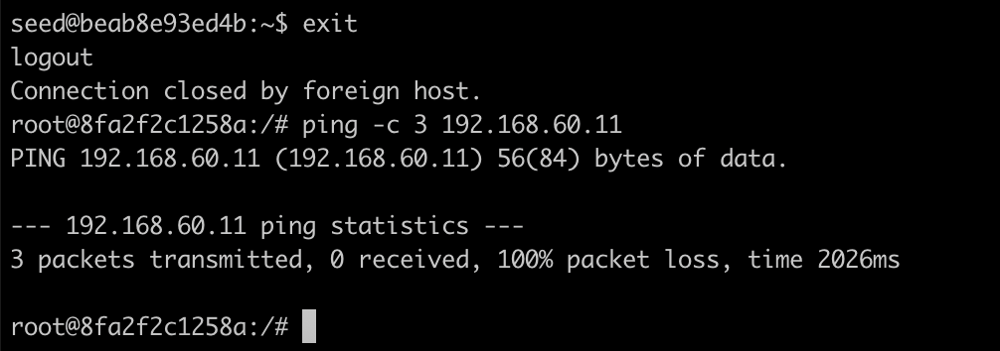 seed@beab8e93ed4b:~$ exit
logout
Connection closed by foreign host.
root@8fa2f2c1258a:/# ping -c 3 192.168.60.11
PING 192.168.60.11 (192.168.60.11) 56(84) bytes of data.
--- 192.168.60.11 ping statistics ---
3 packets transmitted, 0 received, 100% packet loss, time 2026ms
root@8fa2f2c1258a:/#